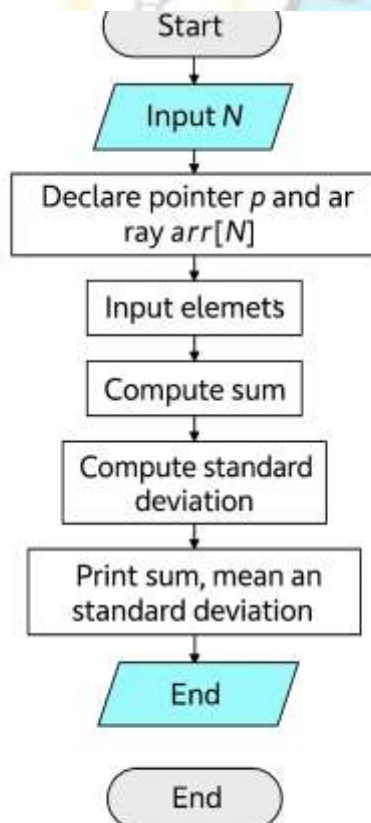 Start
Input N
Declare pointer p and ar
ray arr[N]
Input elemets
Compute sum
Compute standard
deviation
Print sum, mean an
standard deviation
End
End